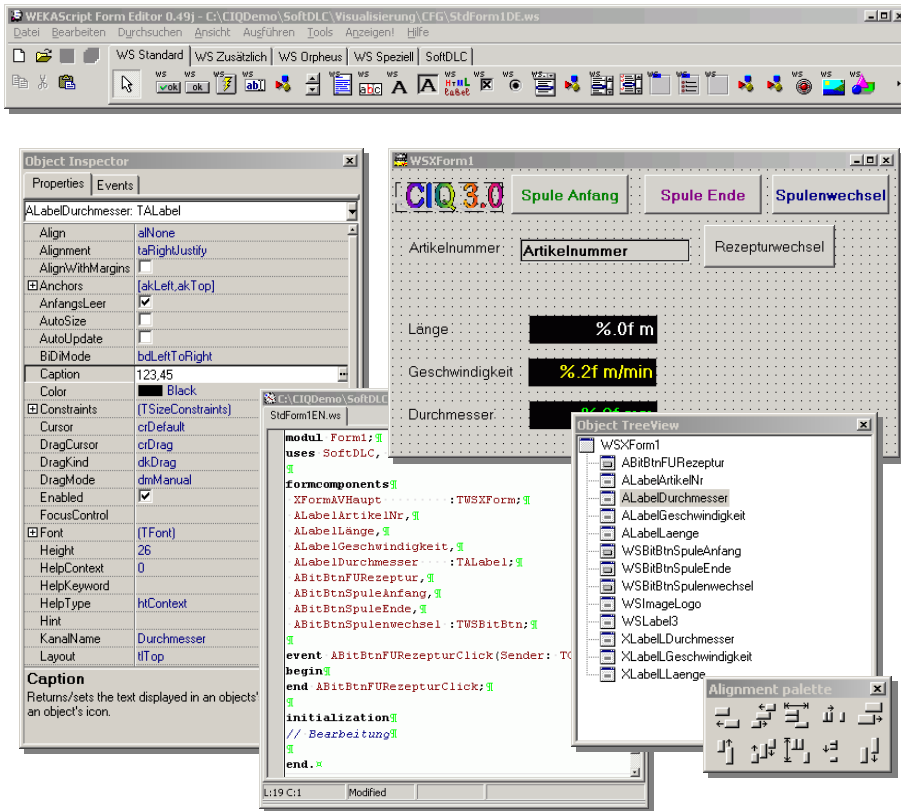 WEKAScript Form Editor 0.49j - C:\CIQDemo\SoftDLC\Visualisierung\CFG\StdForm1DE.ws
Datei Bearbeiten Durchsuchen Ansicht Ausführen Tools Anzeigen! Hilfe
WS Standard WS Zusätzlich WS Orpheus WS Speziell SoftDLC
Object Inspector
Properties Events
ALabelDurchmesser: TALabel
Align alNone
Alignment taRightJustify
AlignWithMargins
Anchors [akLeft,akTop]
AnfangsLeer
AutoSize
AutoUpdate
BiDiMode bdLeftToRight
Caption 123,45
Color Black
Constraints (TSizeConstraints)
Cursor crDefault
DragCursor crDrag
DragKind dkDrag
DragMode dmManual
Enabled
FocusControl
Font (TFont)
Height 26
HelpContext 0
HelpKeyword
HelpType htContext
Hint
KanalName Durchmesser
Layout tlTop
Caption
Returns/sets the text displayed in an objects'
an object's icon.
WSXForm1
CIQ 3.0 Spule Anfang Spule Ende Spulenwechsel
Artikelnummer Artikelnummer Rezepturwechsel
Länge %.0f m
Geschwindigkeit %.2f m/min
Durchmesser
C:\CIQDemo\SoftDLC
StdForm1EN.ws
modul Form1;¶
uses SoftDLC,
¶
formcomponents¶
XFormAVHaupt :TWSXForm;¶
ALabelArtikelNr,¶
ALabelLänge,¶
ALabelGeschwindigkeit,¶
ALabelDurchmesser :TALabel;¶
ABitBtnFURezeptur,¶
ABitBtnSpuleAnfang,¶
ABitBtnSpuleEnde,¶
ABitBtnSpulenwechsel :TWSBitBtn;¶
¶
event ABitBtnFURezepturClick(Sender: TO
begin¶
end ABitBtnFURezepturClick;¶
¶
initialization¶
// Bearbeitung¶
¶
end.¤
L:19 C:1 Modified
Object TreeView
WSXForm1
ABitBtnFURezeptur
ALabelArtikelNr
ALabelDurchmesser
ALabelGeschwindigkeit
ALabelLaenge
WSBitBtnSpuleAnfang
WSBitBtnSpuleEnde
WSBitBtnSpulenwechsel
WSImageLogo
WSLabel3
XLabelLDurchmesser
XLabelLGeschwindigkeit
XLabelLLaenge
Alignment palette